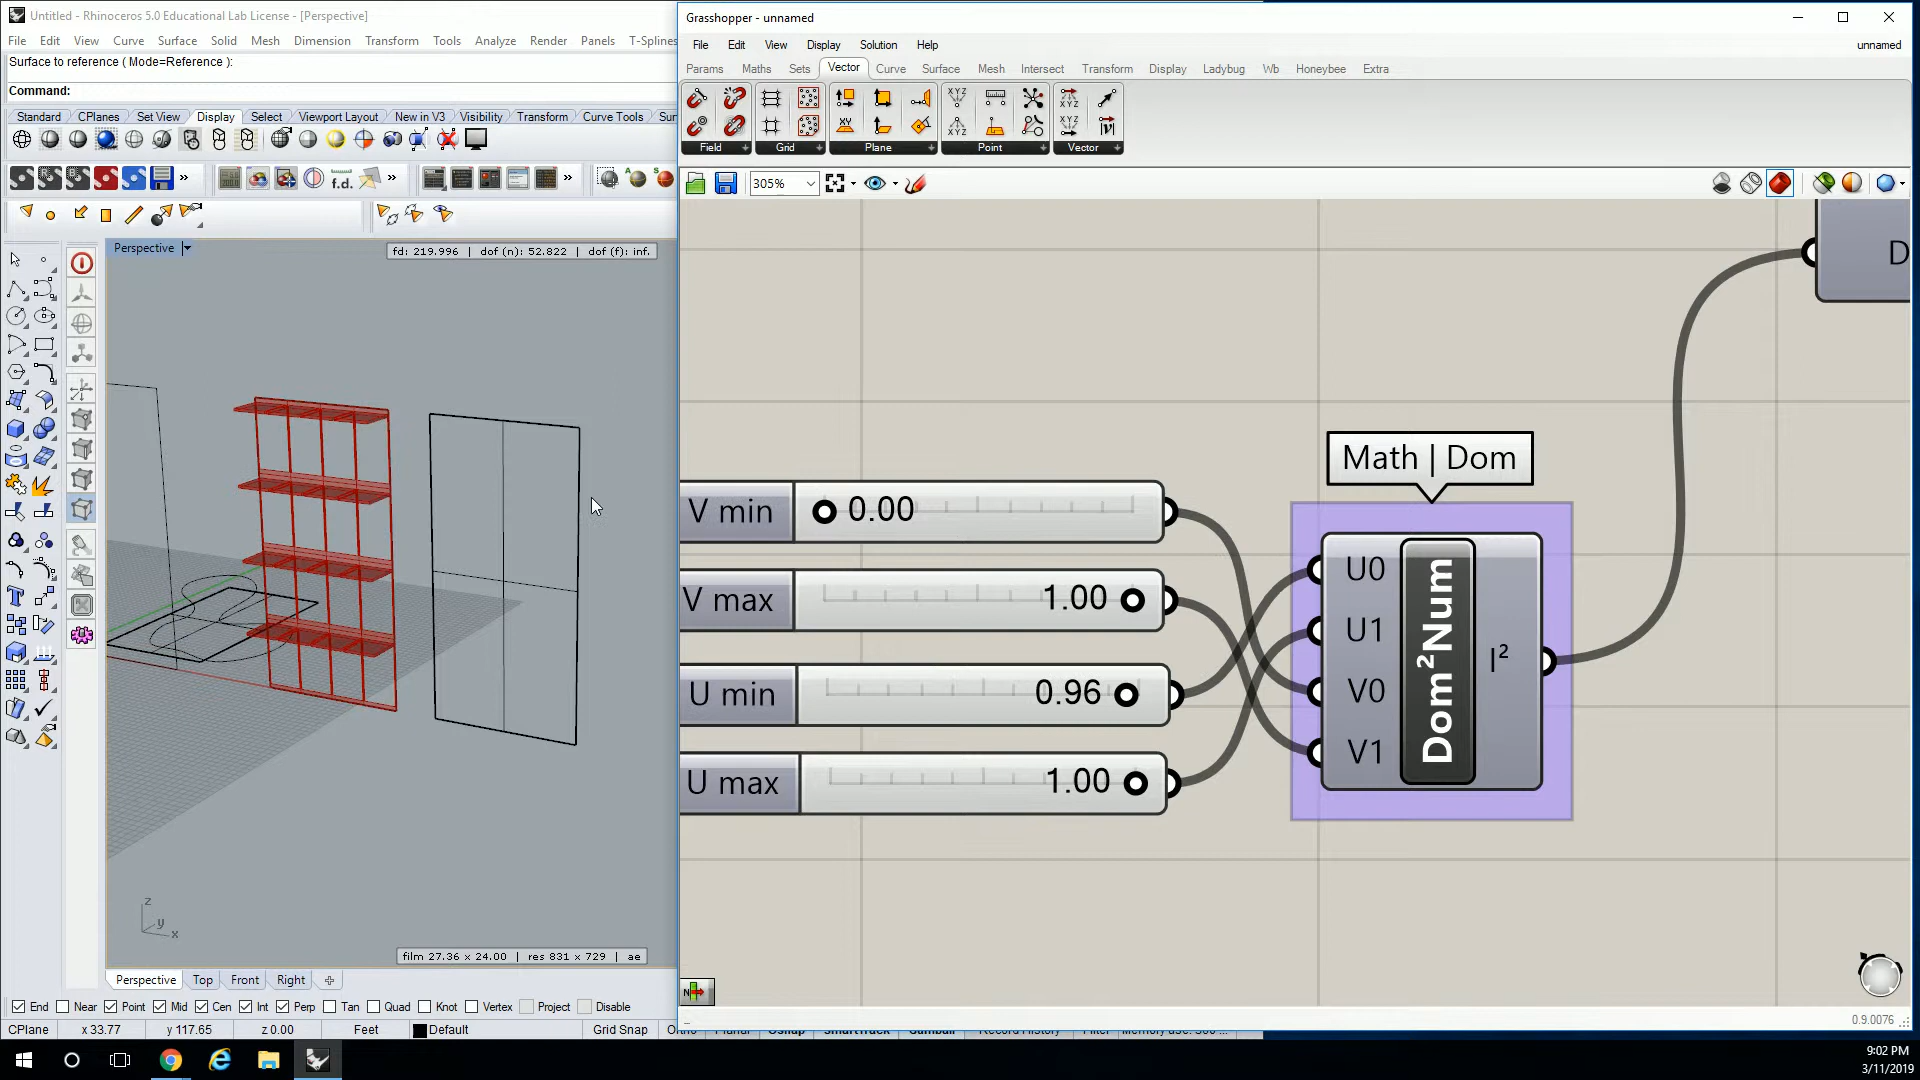 Untitled - Rhinoceros 5.0 Educational Lab License - [Perspective]
File Edit View Curve Surface Solid Mesh Dimension Transform Tools Analyze Render Panels T-Splines
Surface to reference ( Mode=Reference ):
Command:
Standard CPlanes Set View Display Select Viewport Layout New in V3 Visibility Transform Curve Tools Sur
f.d.
Perspective
fd: 219.996 | dof (n): 52.822 | dof (f): inf.
z
y
x
film 27.36 x 24.00 | res 831 x 729 | ae
Perspective Top Front Right
End Near Point Mid Cen Int Perp Tan Quad Knot Vertex Project Disable
CPlane x 33.77 y 117.65 z 0.00 Feet Default Grid Snap
Grasshopper - unnamed
File Edit View Display Solution Help
unnamed
Params Maths Sets Vector Curve Surface Mesh Intersect Transform Display Ladybug Wb Honeybee Extra
Field Grid Plane Point Vector
305%
D
Math | Dom
V min 0.00
V max 1.00
U min 0.96
U max 1.00
U0
U1
V0
V1
Dom²Num
I²
0.9.0076
9:02 PM
3/11/2019